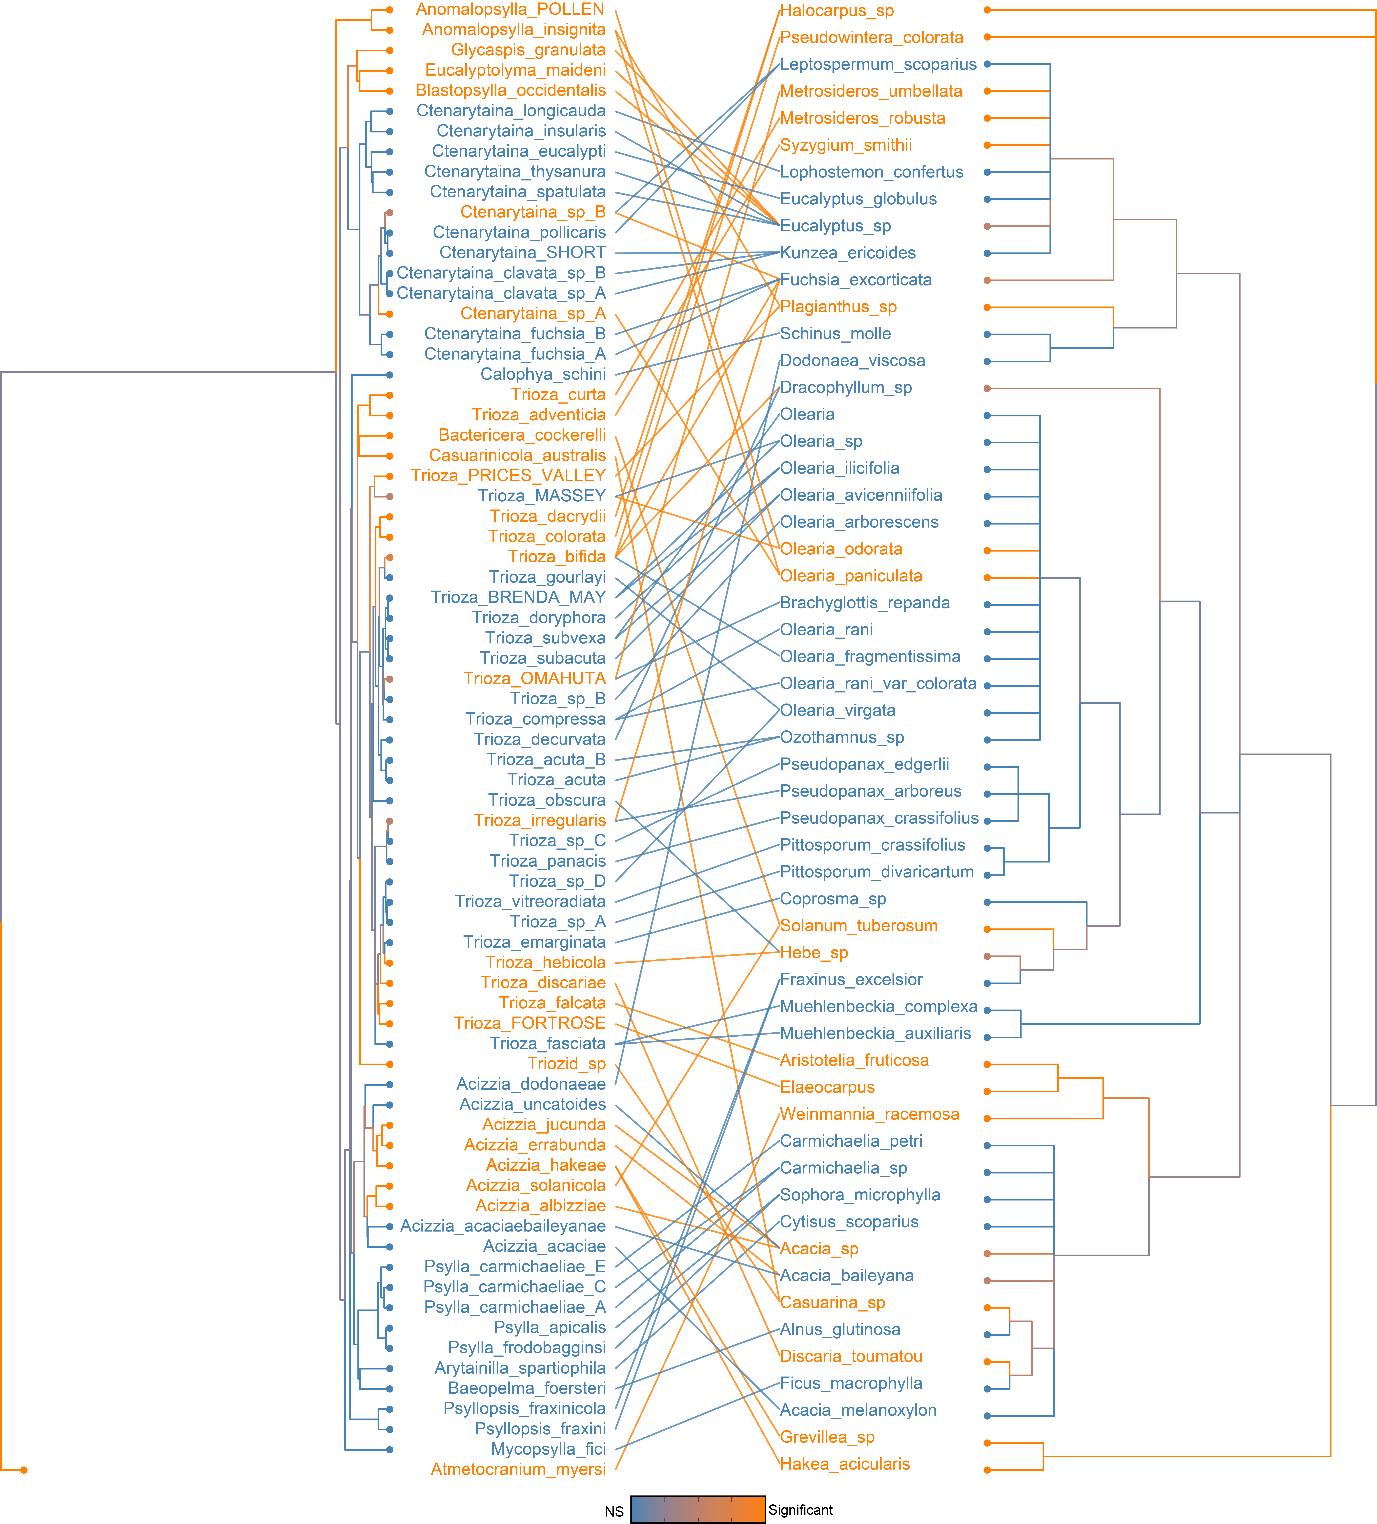 Anomalopsylla_POLLEN
Anomalopsylla_insignita
Glycaspis_granulata
Eucalyptolyma_maideni
Blastopsylla_occidentalis
Ctenarytaina_longicauda
Ctenarytaina_insularis
Ctenarytaina_eucalypti
Ctenarytaina_thysanura
Ctenarytaina_spatulata
Ctenarytaina_sp_B
Ctenarytaina_pollicaris
Ctenarytaina_SHORT
Ctenarytaina_clavata_sp_B
Ctenarytaina_clavata_sp_A
Ctenarytaina_sp_A
Ctenarytaina_fuchsia_B
Ctenarytaina_fuchsia_A
Calophya_schini
Trioza_curta
Trioza_adventicia
Bactericera_cockerelli
Casuarinicola_australis
Trioza_PRICES_VALLEY
Trioza_MASSEY
Trioza_dacrydii
Trioza_colorata
Trioza_bifida
Trioza_gourlayi
Trioza_BRENDA_MAY
Trioza_doryphora
Trioza_subvexa
Trioza_subacuta
Trioza_OMAHUTA
Trioza_sp_B
Trioza_compressa
Trioza_decurvata
Trioza_acuta_B
Trioza_acuta
Trioza_obscura
Trioza_irregularis
Trioza_sp_C
Trioza_panacis
Trioza_sp_D
Trioza_vitreoradiata
Trioza_sp_A
Trioza_emarginata
Trioza_hebicola
Trioza_discariae
Trioza_falcata
Trioza_FORTROSE
Trioza_fasciata
Triozid_sp
Acizzia_dodonaeae
Acizzia_uncatoides
Acizzia_jucunda
Acizzia_errabunda
Acizzia_hakeae
Acizzia_solanicola
Acizzia_albizziae
Acizzia_acaciaebaileyanae
Acizzia_acaciae
Psylla_carmichaeliae_E
Psylla_carmichaeliae_C
Psylla_carmichaeliae_A
Psylla_apicalis
Psylla_frodobagginsi
Arytainilla_spartiophila
Baeopelma_foersteri
Psyllopsis_fraxinicola
Psyllopsis_fraxini
Mycopsylla_fici
Atmetocranium_myersi
Halocarpus_sp
Pseudowintera_colorata
Leptospermum_scoparius
Metrosideros_umbellata
Metrosideros_robusta
Syzygium_smithii
Lophostemon_confertus
Eucalyptus_globulus
Eucalyptus_sp
Kunzea_ericoides
Fuchsia_excorticata
Plagianthus_sp
Schinus_molle
Dodonaea_viscosa
Dracophyllum_sp
Olearia
Olearia_sp
Olearia_ilicifolia
Olearia_avicenniifolia
Olearia_arborescens
Olearia_odorata
Olearia_paniculata
Brachyglottis_repanda
Olearia_rani
Olearia_fragmentissima
Olearia_rani_var_colorata
Olearia_virgata
Ozothamnus_sp
Pseudopanax_edgerlii
Pseudopanax_arboreus
Pseudopanax_crassifolius
Pittosporum_crassifolius
Pittosporum_divaricartum
Coprosma_sp
Solanum_tuberosum
Hebe_sp
Fraxinus_excelsior
Muehlenbeckia_complexa
Muehlenbeckia_auxiliaris
Aristotelia_fruticosa
Elaeocarpus
Weinmannia_racemosa
Carmichaelia_petri
Carmichaelia_sp
Sophora_microphylla
Cytisus_scoparius
Acacia_sp
Acacia_baileyana
Casuarina_sp
Alnus_glutinosa
Discaria_toumatou
Ficus_macrophylla
Acacia_melanoxylon
Grevillea_sp
Hakea_acicularis
NS Significant